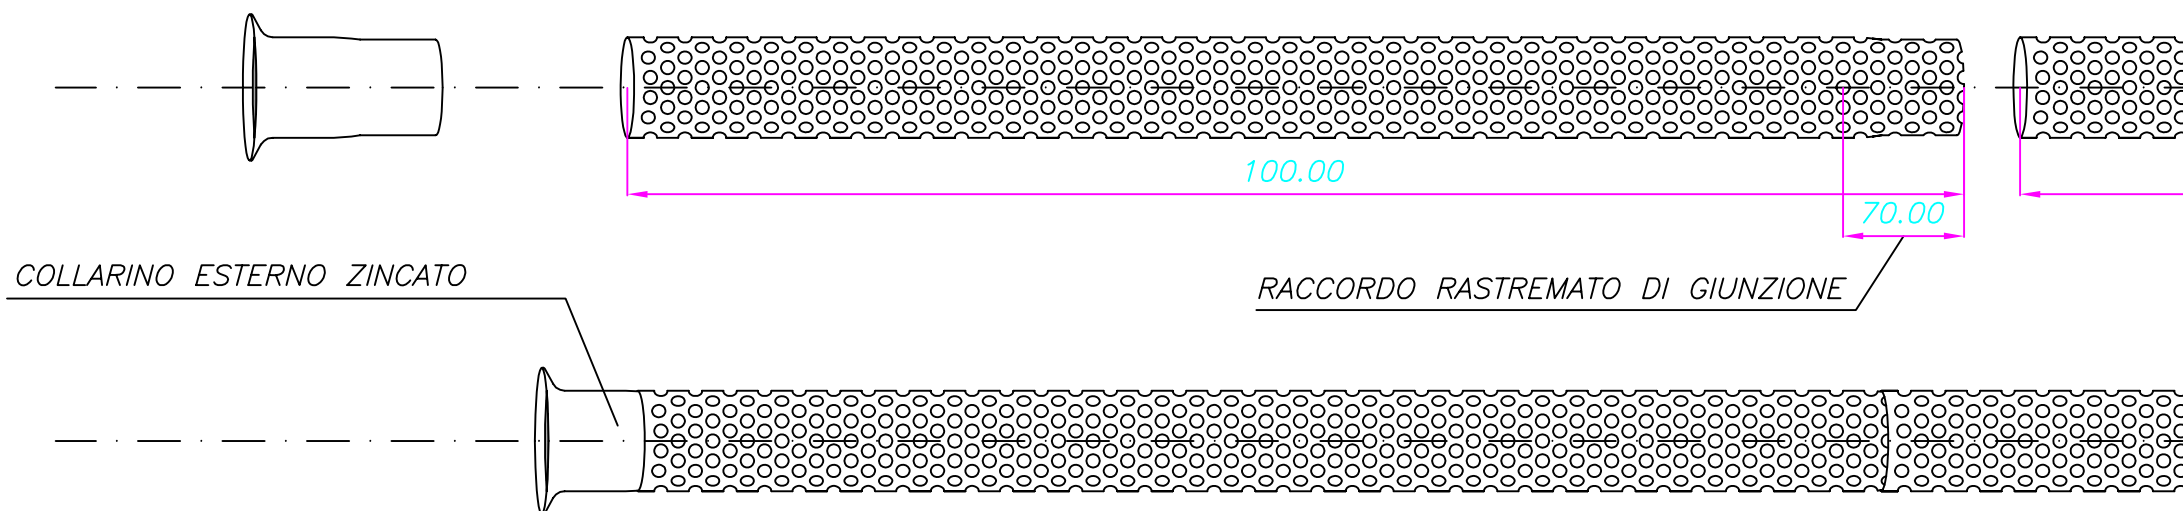 100.00
70.00
COLLARINO ESTERNO ZINCATO
RACCORDO RASTREMATO DI GIUNZIONE